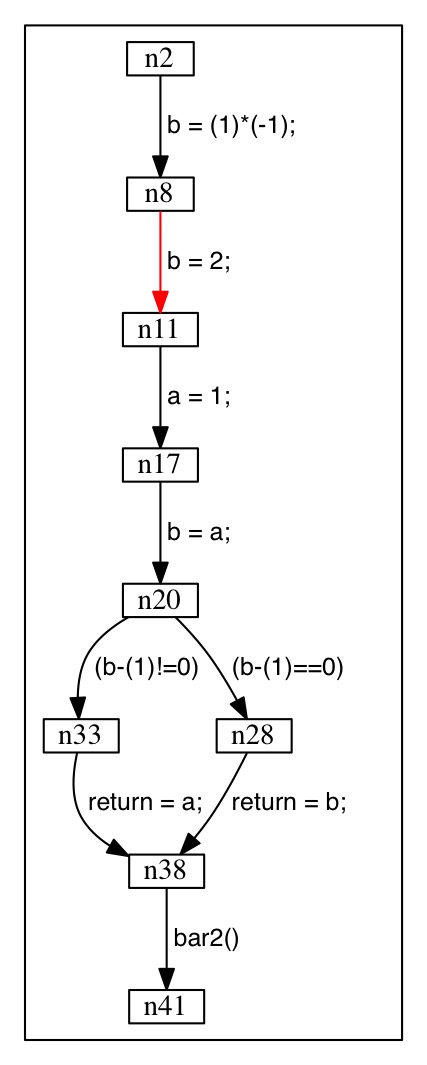 n2
b = (1)*(-1);
n8
b = 2;
n11
a = 1;
n17
b = a;
n20
(b-(1)!=0) (b-(1)==0)
n33 n28
return = a; return = b;
n38
bar2()
n41